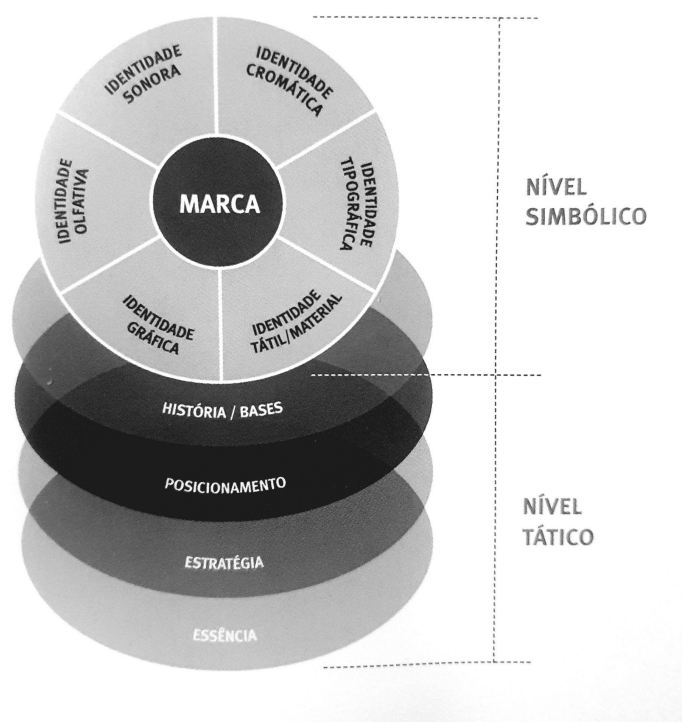 IDENTIDADE
SONORA
IDENTIDADE
CROMÁTICA
IDENTIDADE
OLFATIVA
MARCA
IDENTIDADE
TIPOGRÁFICA
IDENTIDADE
GRÁFICA
IDENTIDADE
TÁTIL/MATERIAL
NÍVEL
SIMBÓLICO
HISTÓRIA / BASES
POSICIONAMENTO
ESTRATÉGIA
ESSÊNCIA
NÍVEL
TÁTICO